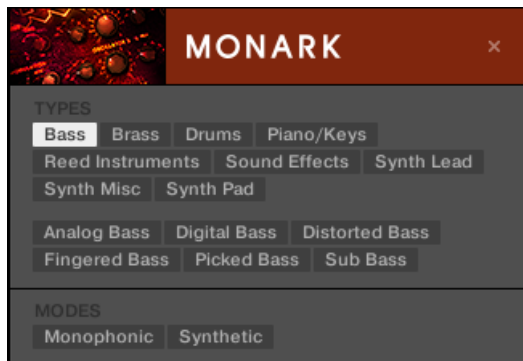 MONARK ×
TYPES
Bass Brass Drums Piano/Keys
Reed Instruments Sound Effects Synth Lead
Synth Misc Synth Pad
Analog Bass Digital Bass Distorted Bass
Fingered Bass Picked Bass Sub Bass
MODES
Monophonic Synthetic